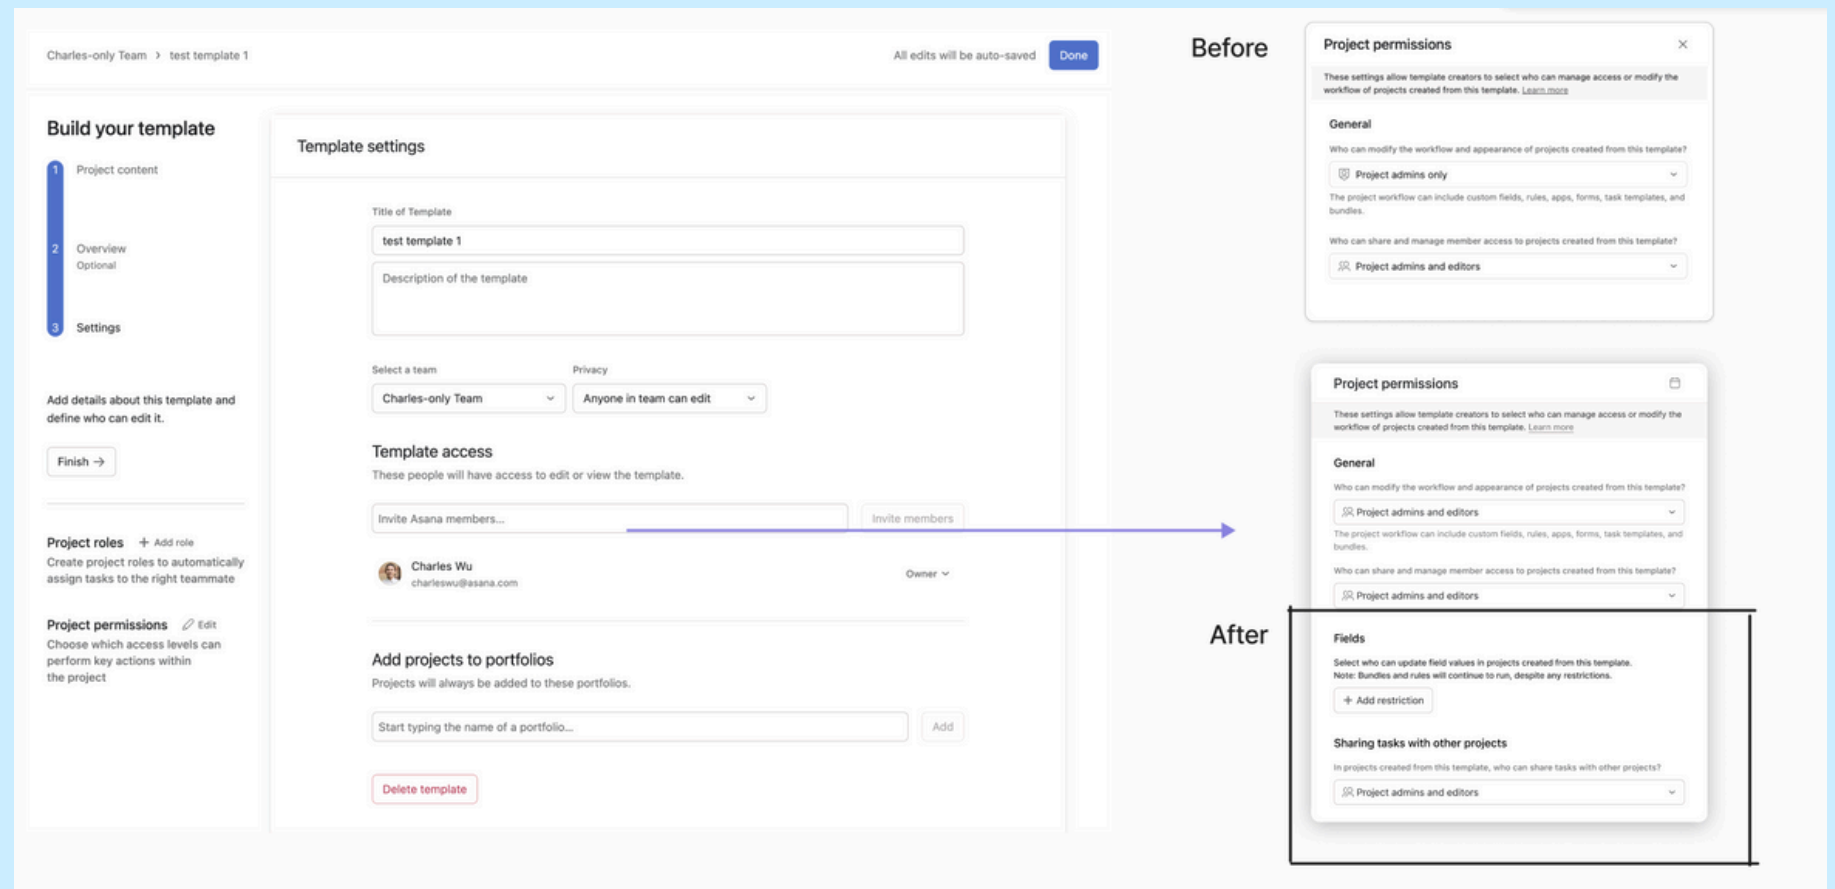 Charles-only Team > test template 1
All edits will be auto-saved
Done
Build your template
1
Project content
2
Overview
Optional
3
Settings
Add details about this template and
define who can edit it.
Finish →
Project roles
+ Add role
Create project roles to automatically
assign tasks to the right teammate
Project permissions
Edit
Choose which access levels can
perform key actions within
the project
Template settings
Title of Template
test template 1
Description of the template
Select a team
Privacy
Charles-only Team
Anyone in team can edit
Template access
These people will have access to edit or view the template.
Invite Asana members...
Invite members
Charles Wu
charleswu@asana.com
Owner
Add projects to portfolios
Projects will always be added to these portfolios.
Start typing the name of a portfolio...
Add
Delete template
Before
Project permissions
These settings allow template creators to select who can manage access or modify the
workflow of projects created from this template. Learn more
General
Who can modify the workflow and appearance of projects created from this template?
Project admins only
The project workflow can include custom fields, rules, apps, forms, task templates, and
bundles.
Who can share and manage member access to projects created from this template?
Project admins and editors
After
Project permissions
These settings allow template creators to select who can manage access or modify the
workflow of projects created from this template. Learn more
General
Who can modify the workflow and appearance of projects created from this template?
Project admins and editors
The project workflow can include custom fields, rules, apps, forms, task templates, and
bundles.
Who can share and manage member access to projects created from this template?
Project admins and editors
Fields
Select who can update field values in projects created from this template.
Note: Bundles and rules will continue to run, despite any restrictions.
+ Add restriction
Sharing tasks with other projects
In projects created from this template, who can share tasks with other projects?
Project admins and editors